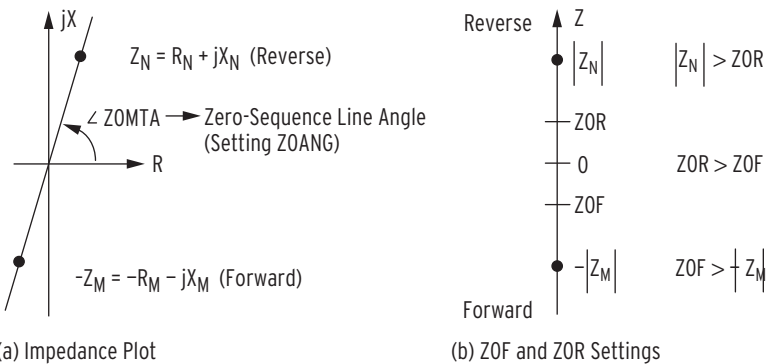 jX
Z_N = R_N + jX_N (Reverse)
∠ Z0MTA → Zero-Sequence Line Angle
(Setting Z0ANG)
R
-Z_M = -R_M - jX_M (Forward)
(a) Impedance Plot
Reverse Z
|Z_N| |Z_N| > Z0R
Z0R
0 Z0R > Z0F
Z0F
-|Z_M| Z0F > -|Z_M|
Forward
(b) Z0F and Z0R Settings